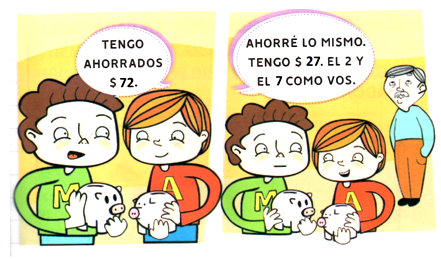 TENGO
AHORRADOS
$ 72.
AHORRÉ LO MISMO.
TENGO $ 27. EL 2 Y
EL 7 COMO VOS.
M
A
M
A